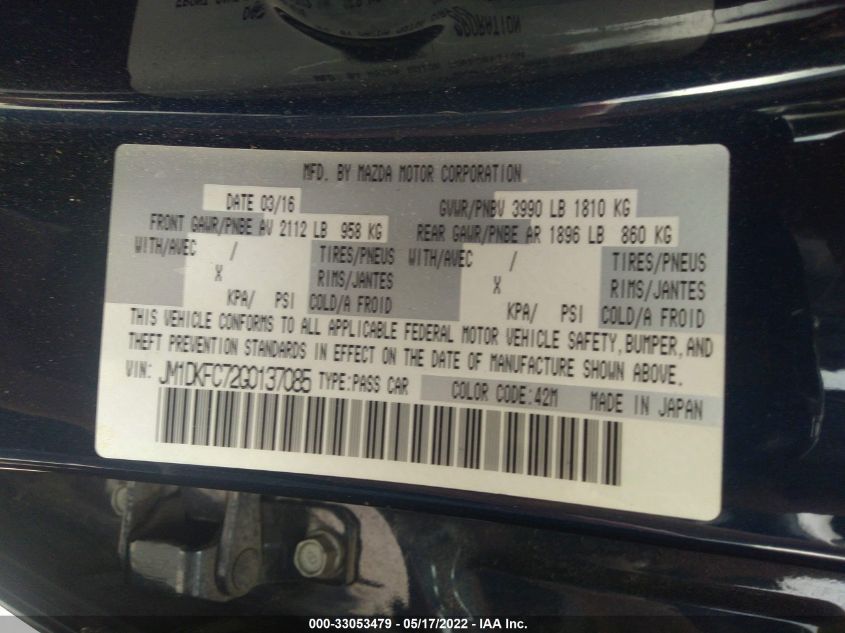 MFD. BY MAZDA MOTOR CORPORATION
DATE 03/16 GVWR/PNBV 3990 LB 1810 KG
FRONT GAWR/PNBE AV 2112 LB 958 KG REAR GAWR/PNBE AR 1896 LB 860 KG
WITH/AVEC / TIRES/PNEUS WITH/AVEC / TIRES/PNEUS
X RIMS/JANTES X RIMS/JANTES
KPA/ PSI COLD/A FROID KPA/ PSI COLD/A FROID
THIS VEHICLE CONFORMS TO ALL APPLICABLE FEDERAL MOTOR VEHICLE SAFETY, BUMPER, AND
THEFT PREVENTION STANDARDS IN EFFECT ON THE DATE OF MANUFACTURE SHOWN ABOVE.
VIN: JM1DKFC72G0137085 TYPE:PASS CAR COLOR CODE:42M MADE IN JAPAN
000-33053479 - 05/17/2022 - © IAA Inc.